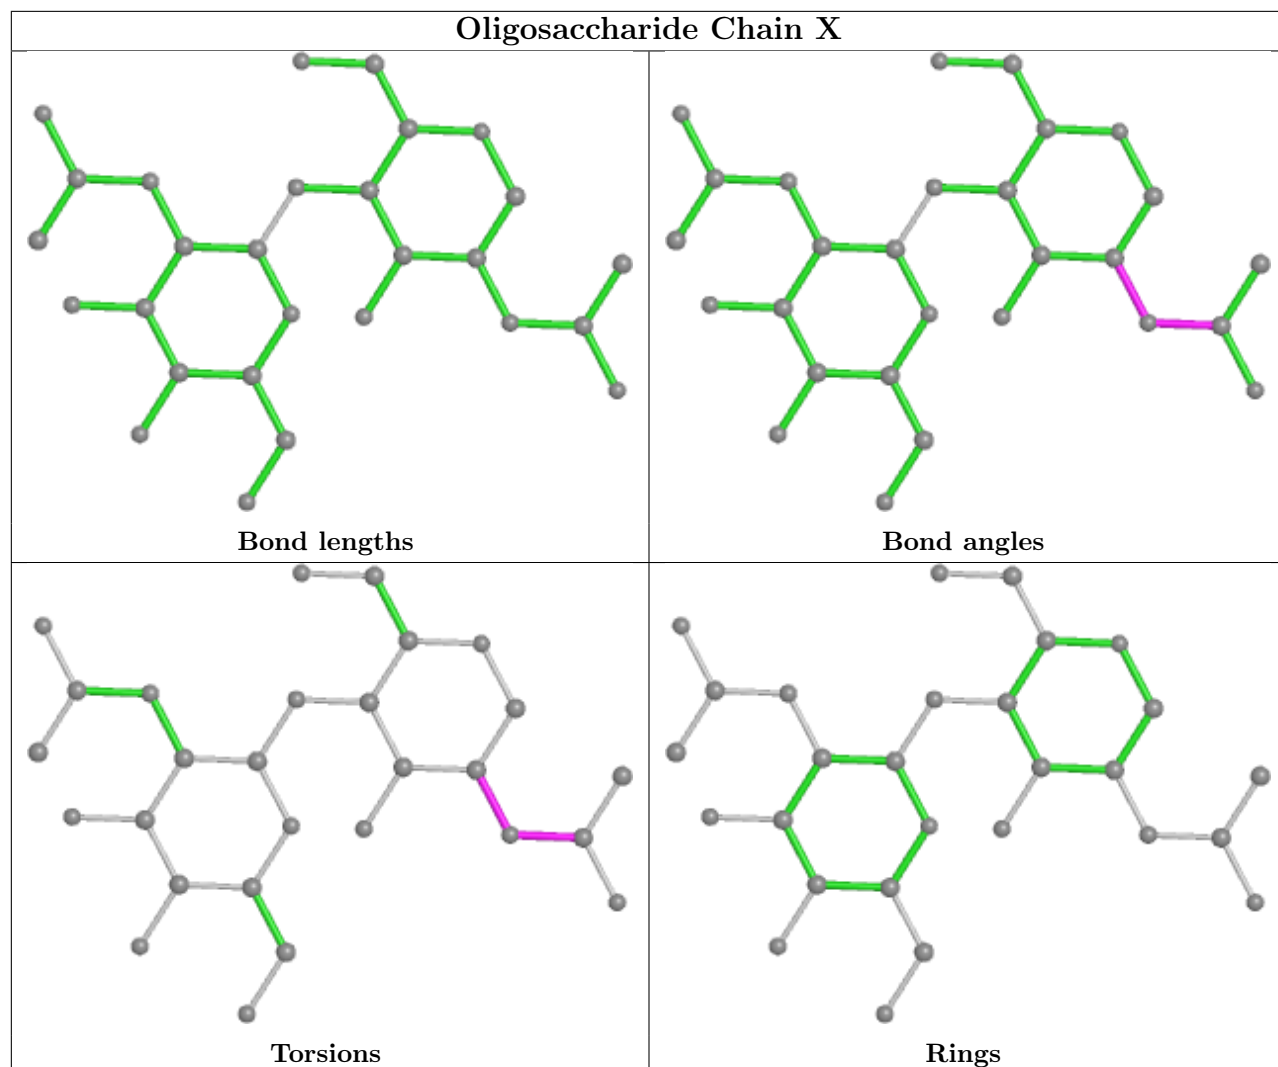 Oligosaccharide Chain X
Bond lengths
Bond angles
Torsions
Rings